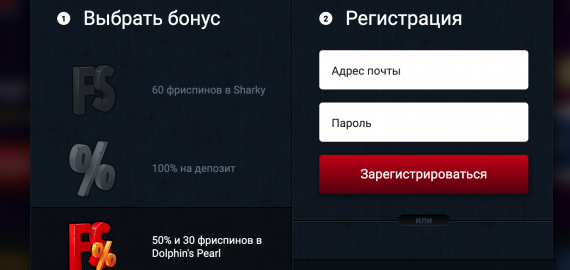 1 Выбрать бонус
FS
60 фриспинов в Sharky
%
100% на депозит
FS %
50% и 30 фриспинов в
Dolphin's Pearl
2 Регистрация
Адрес почты
Пароль
Зарегистрироваться
или